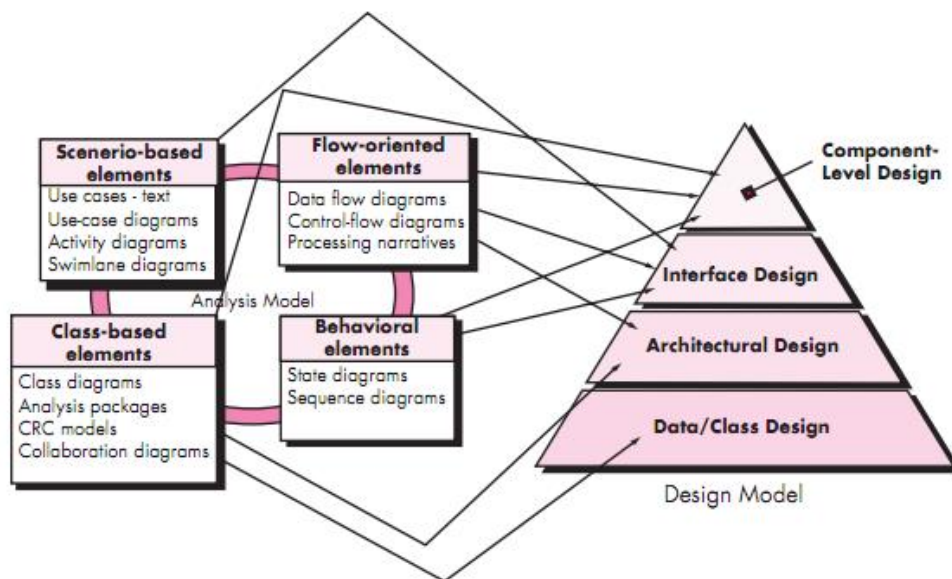 Scenerio-based
elements
Use cases - text
Use-case diagrams
Activity diagrams
Swimlane diagrams
Flow-oriented
elements
Data flow diagrams
Control-flow diagrams
Processing narratives
Analysis Model
Class-based
elements
Class diagrams
Analysis packages
CRC models
Collaboration diagrams
Behavioral
elements
State diagrams
Sequence diagrams
Component-
Level Design
Interface Design
Architectural Design
Data/Class Design
Design Model